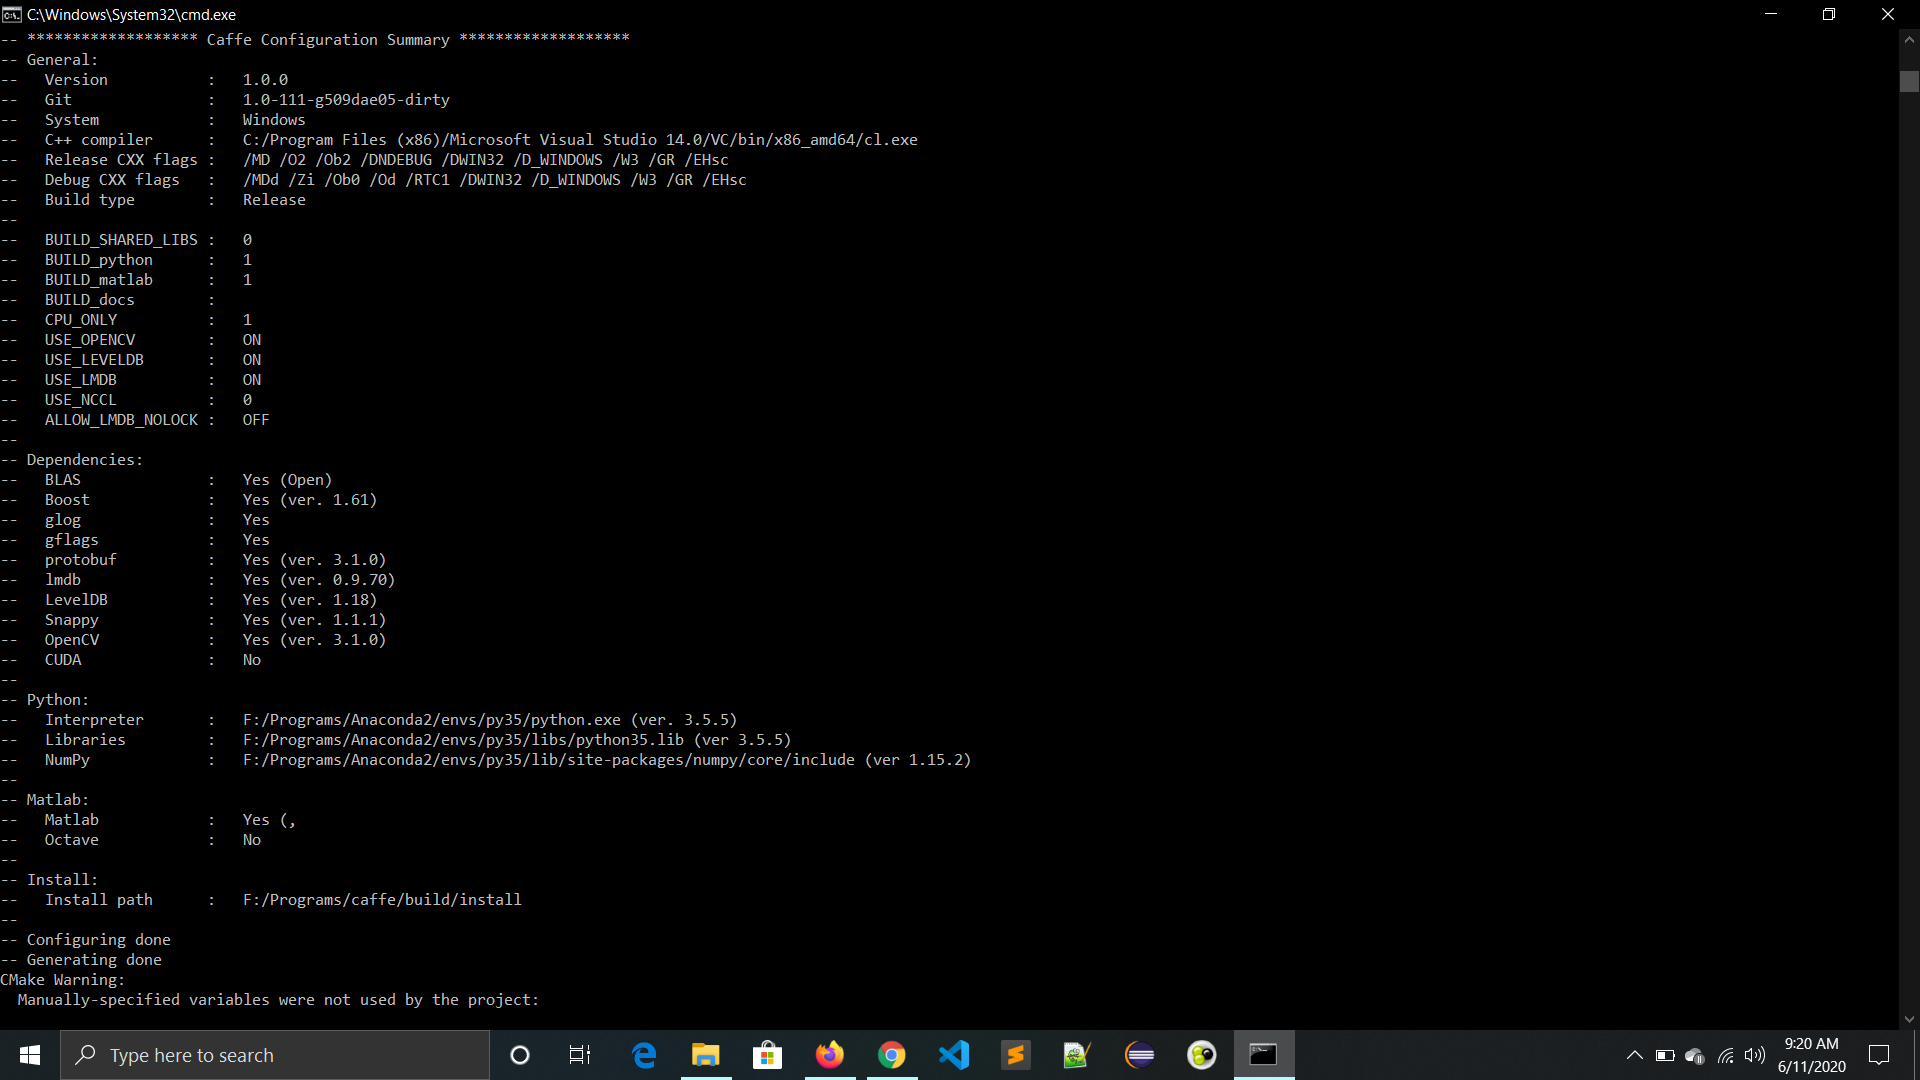 C:\Windows\System32\cmd.exe
-- ******************* Caffe Configuration Summary *******************
-- General:
--   Version           :   1.0.0
--   Git               :   1.0-111-g509dae05-dirty
--   System            :   Windows
--   C++ compiler      :   C:/Program Files (x86)/Microsoft Visual Studio 14.0/VC/bin/x86_amd64/cl.exe
--   Release CXX flags :   /MD /O2 /Ob2 /DNDEBUG /DWIN32 /D_WINDOWS /W3 /GR /EHsc
--   Debug CXX flags   :   /MDd /Zi /Ob0 /Od /RTC1 /DWIN32 /D_WINDOWS /W3 /GR /EHsc
--   Build type        :   Release
--
--   BUILD_SHARED_LIBS :   0
--   BUILD_python      :   1
--   BUILD_matlab      :   1
--   BUILD_docs        :
--   CPU_ONLY          :   1
--   USE_OPENCV        :   ON
--   USE_LEVELDB       :   ON
--   USE_LMDB          :   ON
--   USE_NCCL          :   0
--   ALLOW_LMDB_NOLOCK :   OFF
--
-- Dependencies:
--   BLAS              :   Yes (Open)
--   Boost             :   Yes (ver. 1.61)
--   glog              :   Yes
--   gflags            :   Yes
--   protobuf          :   Yes (ver. 3.1.0)
--   lmdb              :   Yes (ver. 0.9.70)
--   LevelDB           :   Yes (ver. 1.18)
--   Snappy            :   Yes (ver. 1.1.1)
--   OpenCV            :   Yes (ver. 3.1.0)
--   CUDA              :   No
--
-- Python:
--   Interpreter       :   F:/Programs/Anaconda2/envs/py35/python.exe (ver. 3.5.5)
--   Libraries         :   F:/Programs/Anaconda2/envs/py35/libs/python35.lib (ver 3.5.5)
--   NumPy             :   F:/Programs/Anaconda2/envs/py35/lib/site-packages/numpy/core/include (ver 1.15.2)
--
-- Matlab:
--   Matlab            :   Yes (,
--   Octave            :   No
--
-- Install:
--   Install path      :   F:/Programs/caffe/build/install
--
-- Configuring done
-- Generating done
CMake Warning:
  Manually-specified variables were not used by the project:
Type here to search
9:20 AM
6/11/2020